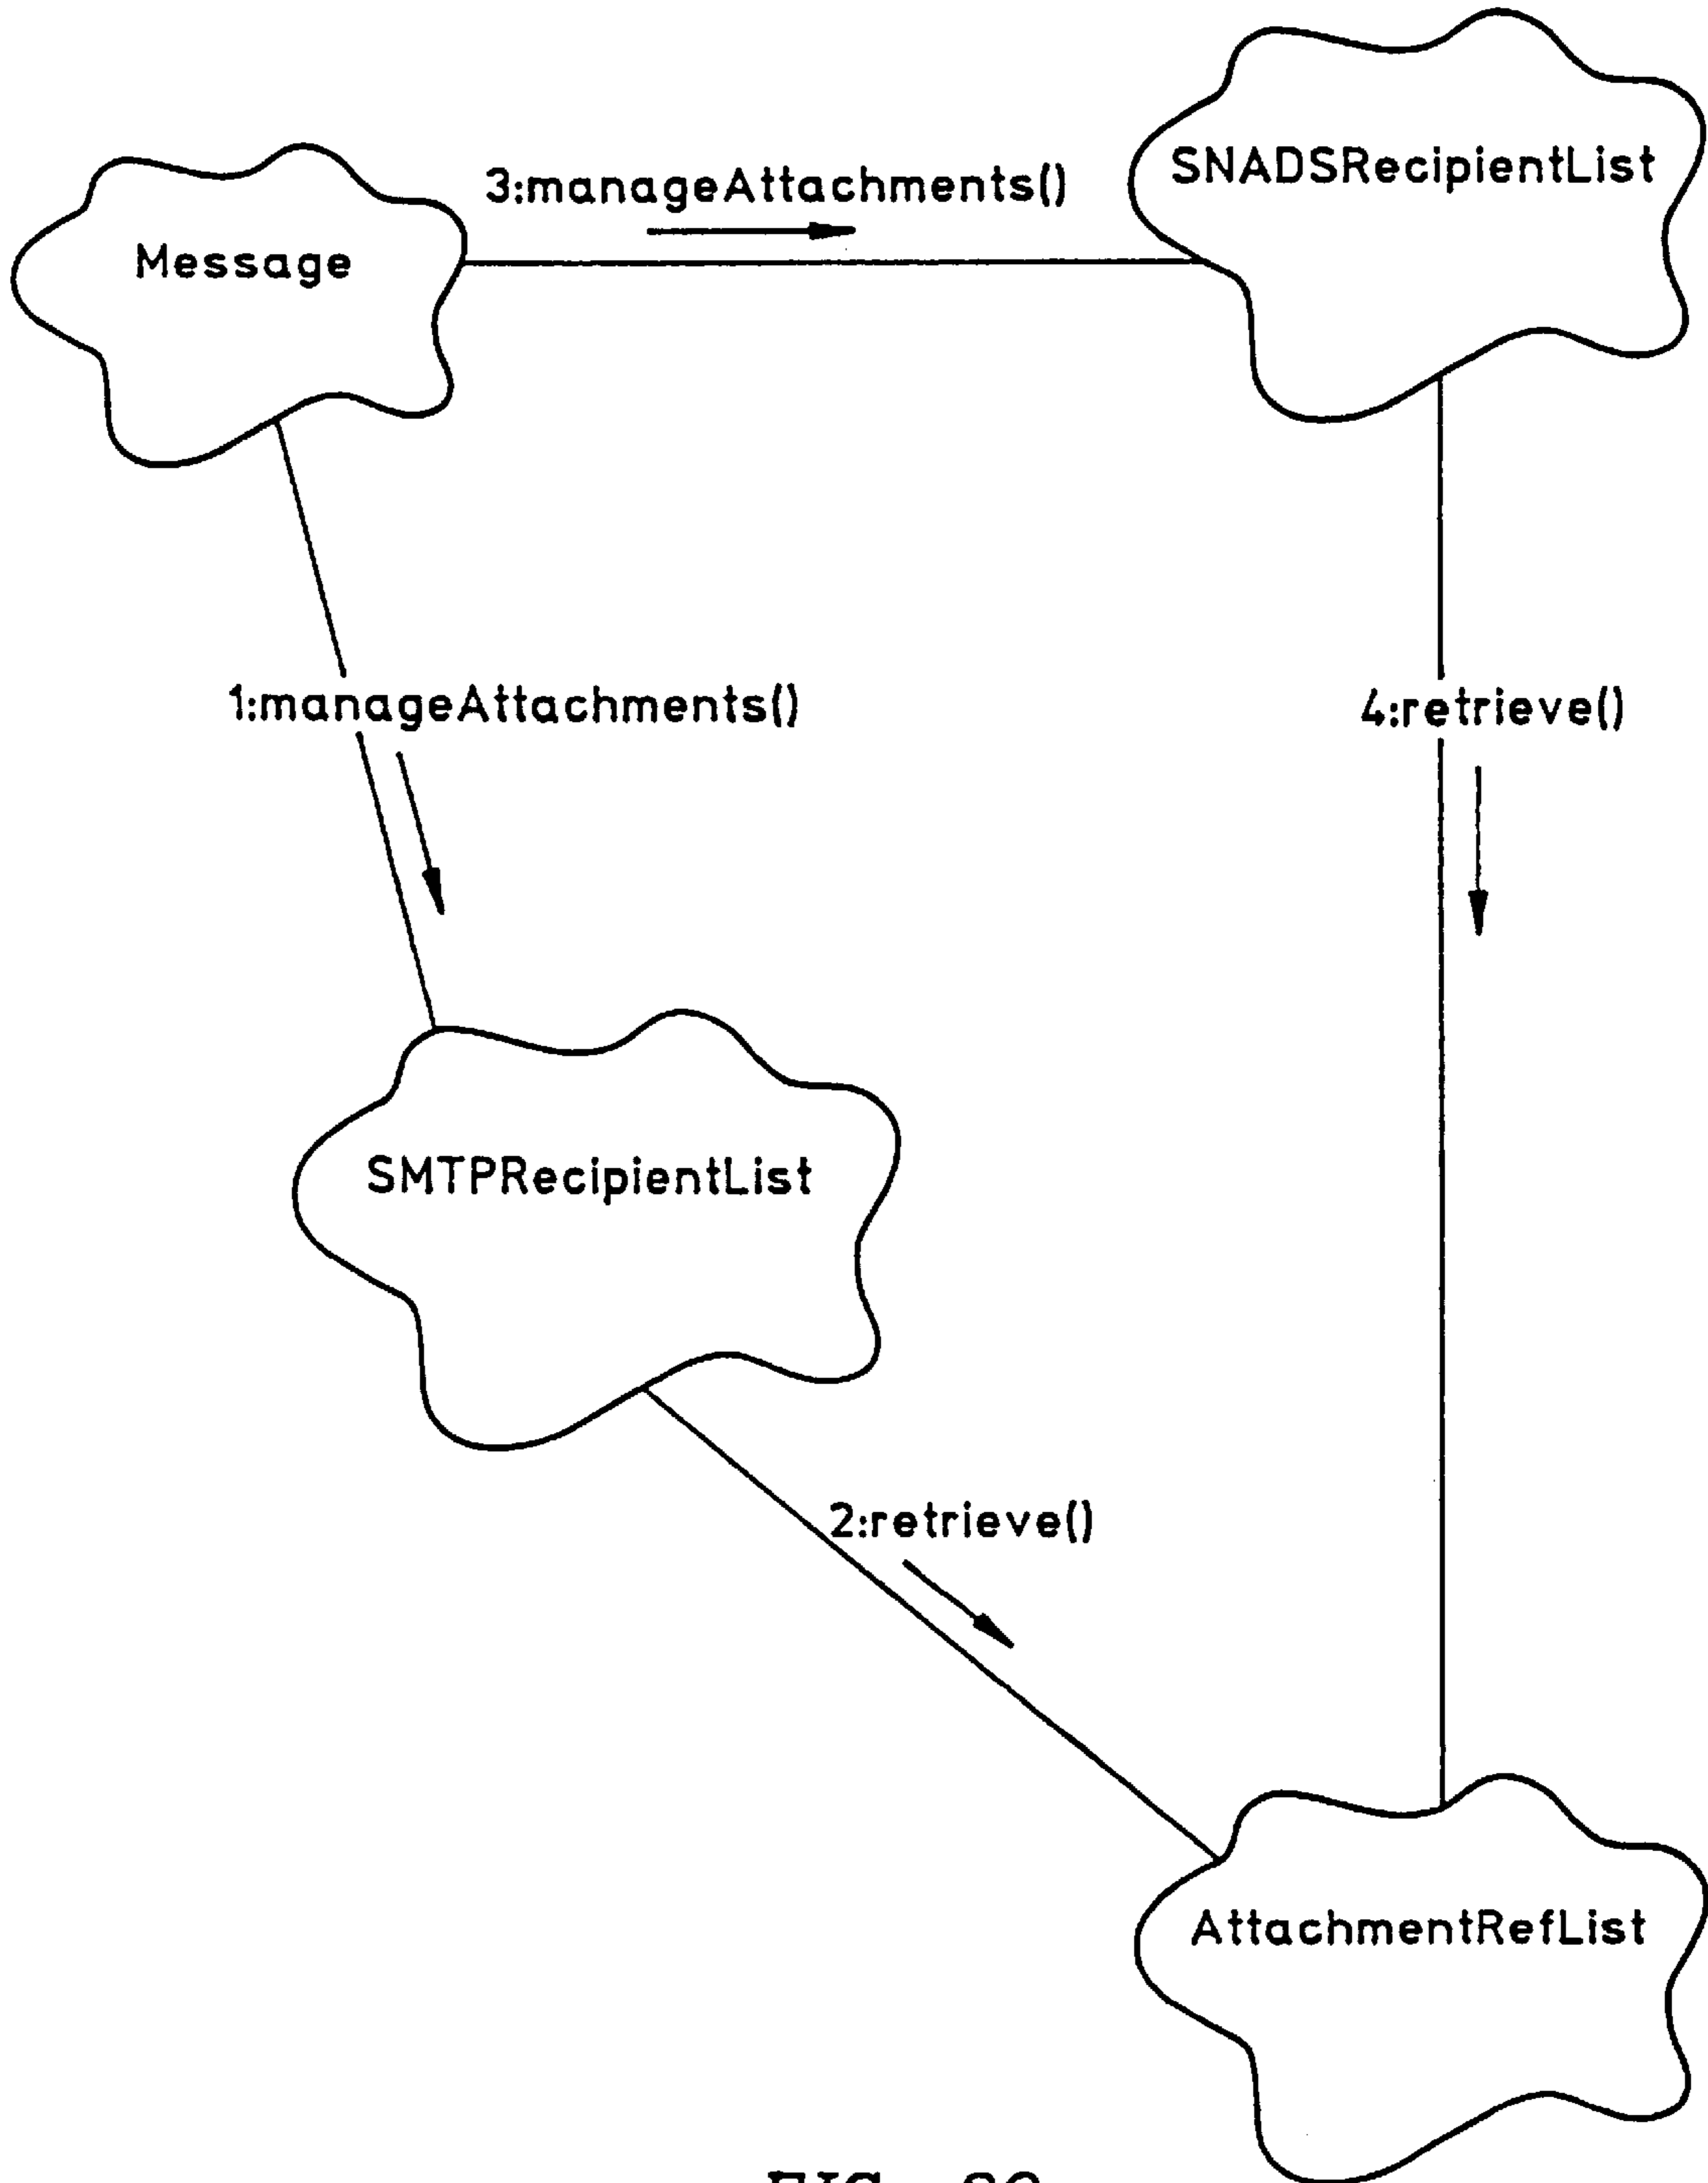 SNADSRecipientList
3:manageAttachments()
Message
1:manageAttachments()
4:retrieve()
SMTPRecipientList
2:retrieve()
AttachmentRefList